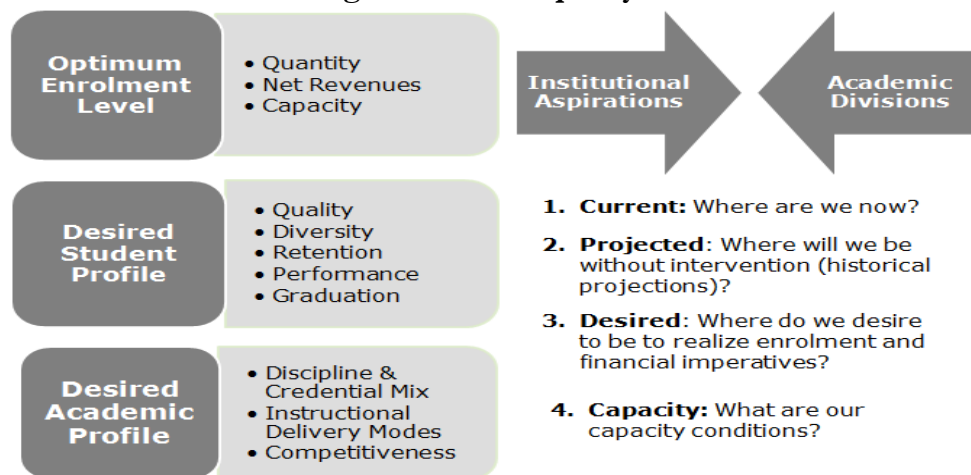 Optimum
Enrolment
Level
• Quantity
• Net Revenues
• Capacity
Desired
Student
Profile
• Quality
• Diversity
• Retention
• Performance
• Graduation
Desired
Academic
Profile
• Discipline &
Credential Mix
• Instructional
Delivery Modes
• Competitiveness
Institutional
Aspirations
Academic
Divisions
1. Current: Where are we now?
2. Projected: Where will we be
without intervention (historical
projections)?
3. Desired: Where do we desire
to be to realize enrolment and
financial imperatives?
4. Capacity: What are our
capacity conditions?